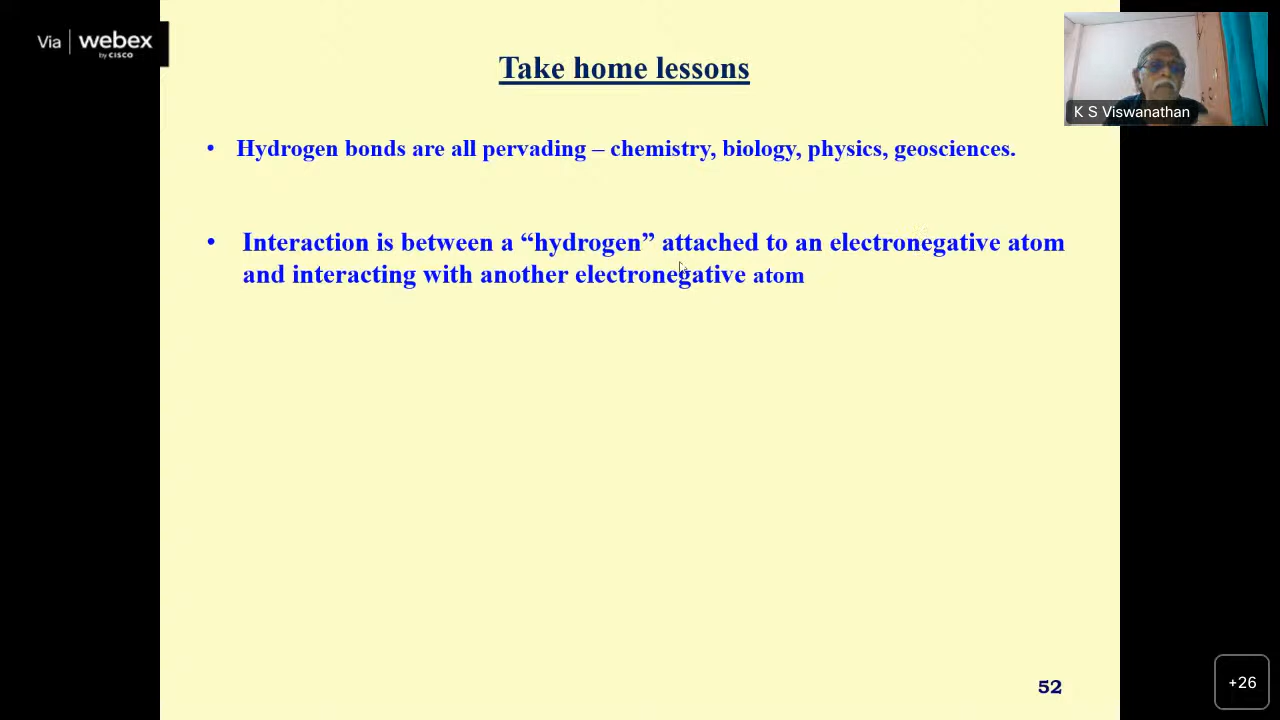 Via webex
by CISCO
Take home lessons
K S Viswanathan
• Hydrogen bonds are all pervading – chemistry, biology, physics, geosciences.
• Interaction is between a “hydrogen” attached to an electronegative atom
and interacting with another electronegative atom
52
+26